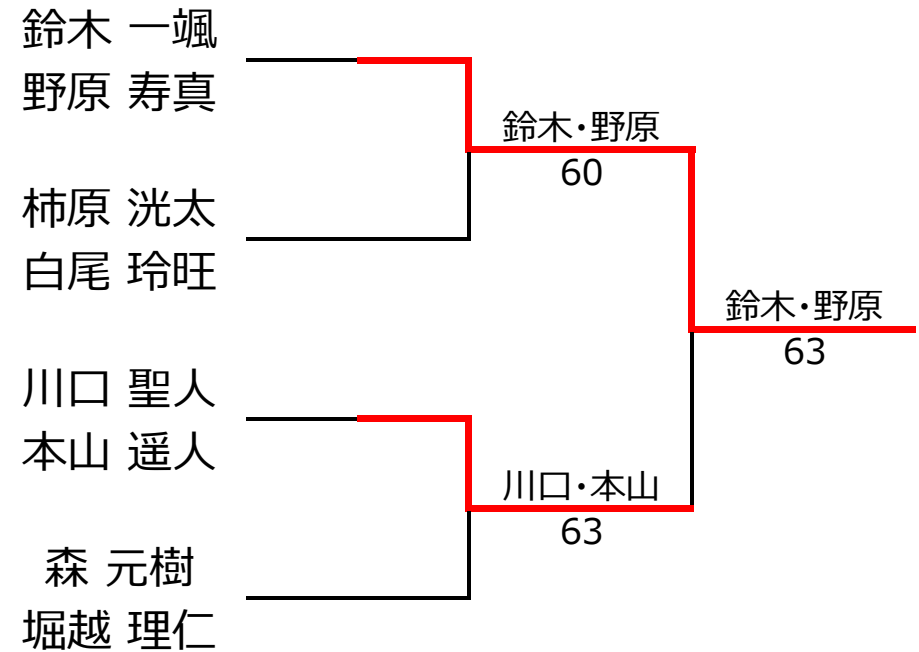 鈴木 一颯
野原 寿真
鈴木・野原
60
柿原 洸太
白尾 玲旺
鈴木・野原
63
川口 聖人
本山 遥人
川口・本山
63
森 元樹
堀越 理仁